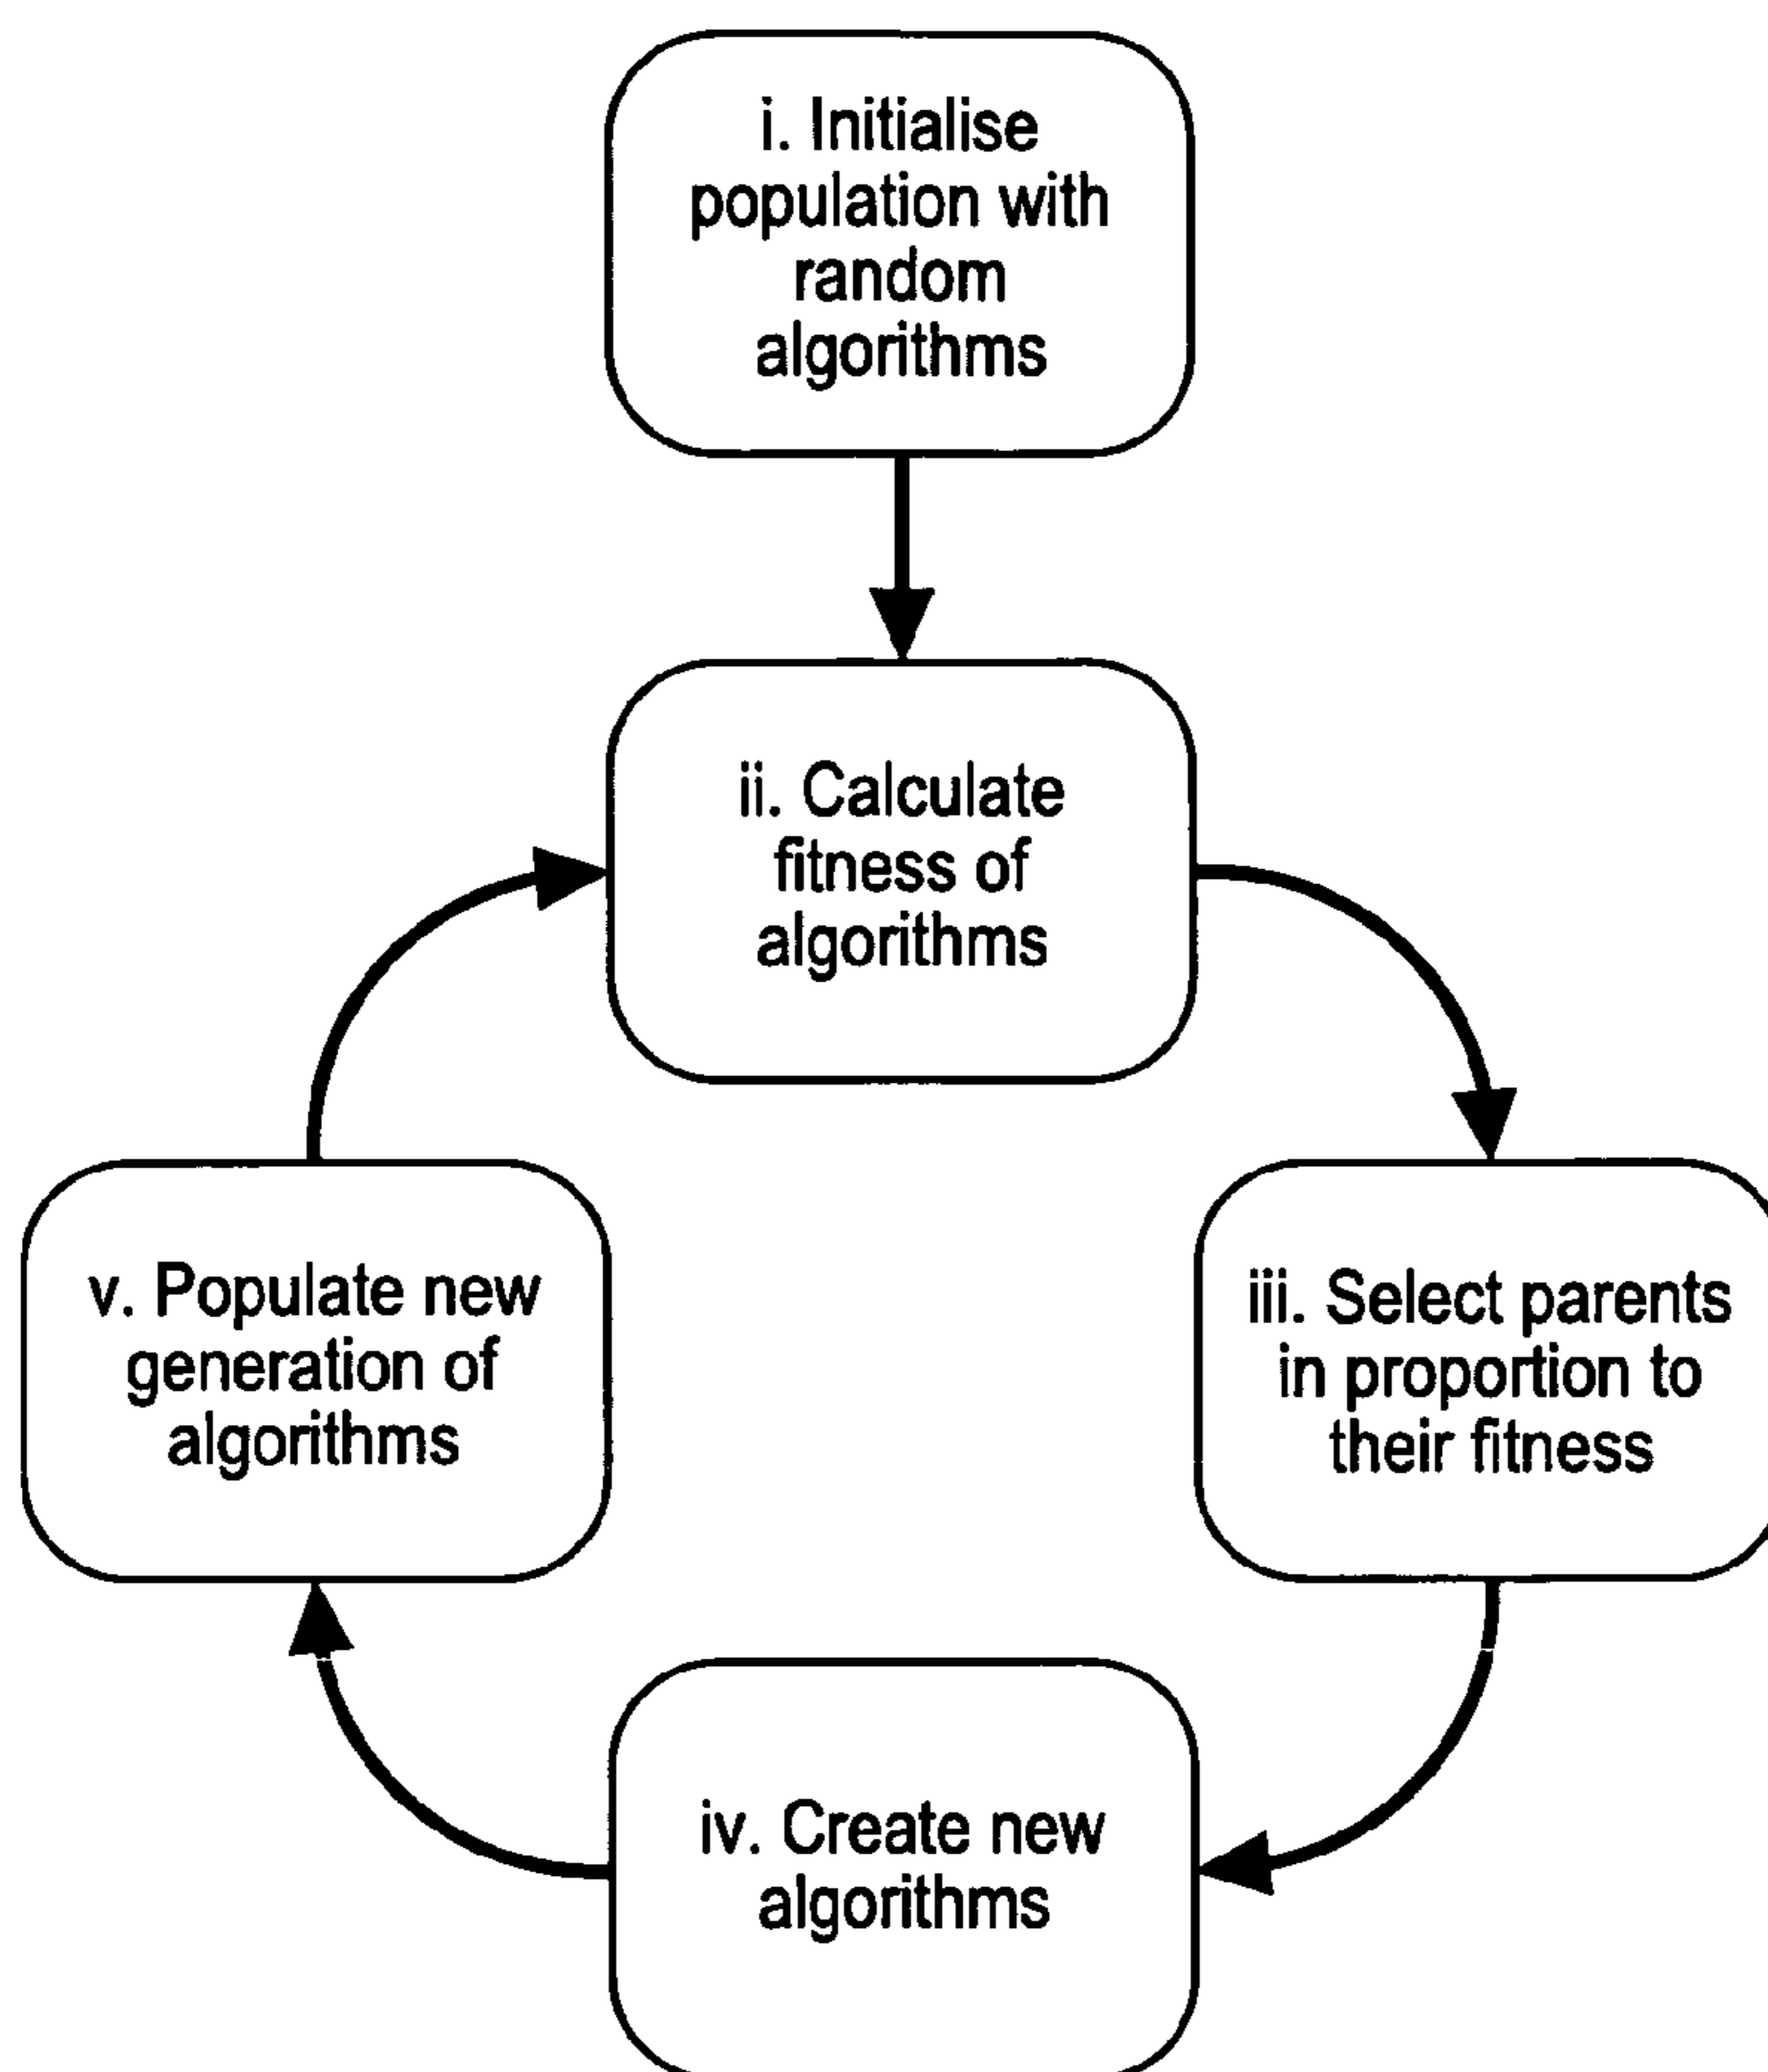 i. Initialise
population with
random
algorithms
ii. Calculate
fitness of
algorithms
iii. Select parents
in proportion to
their fitness
iv. Create new
algorithms
v. Populate new
generation of
algorithms